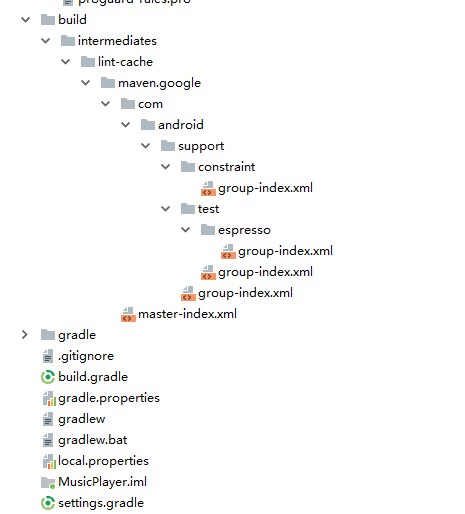 proguard-rules.pro
build
intermediates
lint-cache
maven.google
com
android
support
constraint
group-index.xml
test
espresso
group-index.xml
group-index.xml
group-index.xml
master-index.xml
gradle
.gitignore
build.gradle
gradle.properties
gradlew
gradlew.bat
local.properties
MusicPlayer.iml
settings.gradle